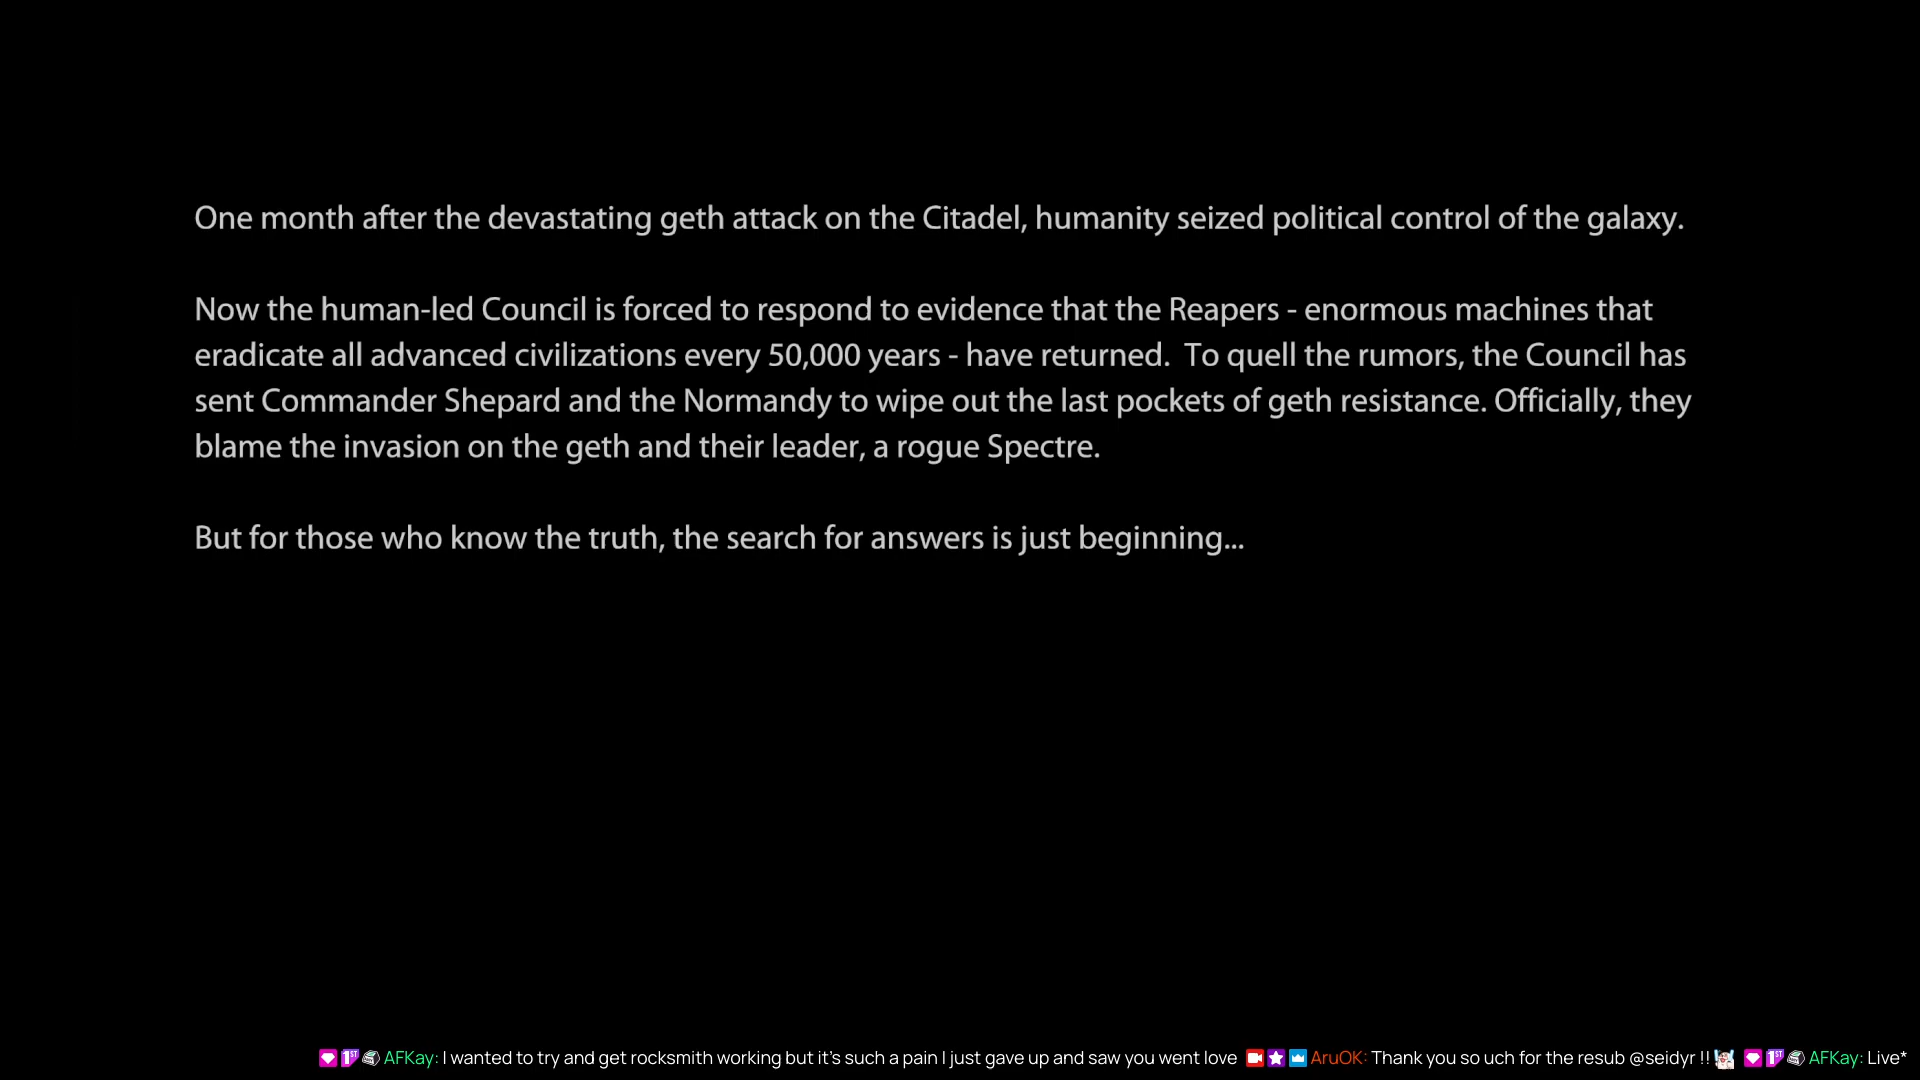 One month after the devastating geth attack on the Citadel, humanity seized political control of the galaxy.
Now the human-led Council is forced to respond to evidence that the Reapers - enormous machines that
eradicate all advanced civilizations every 50,000 years - have returned.  To quell the rumors, the Council has
sent Commander Shepard and the Normandy to wipe out the last pockets of geth resistance. Officially, they
blame the invasion on the geth and their leader, a rogue Spectre.
But for those who know the truth, the search for answers is just beginning...
1ST AFKay: I wanted to try and get rocksmith working but it's such a pain I just gave up and saw you went love AruOK: Thank you so uch for the resub @seidyr !! 1ST AFKay: Live*